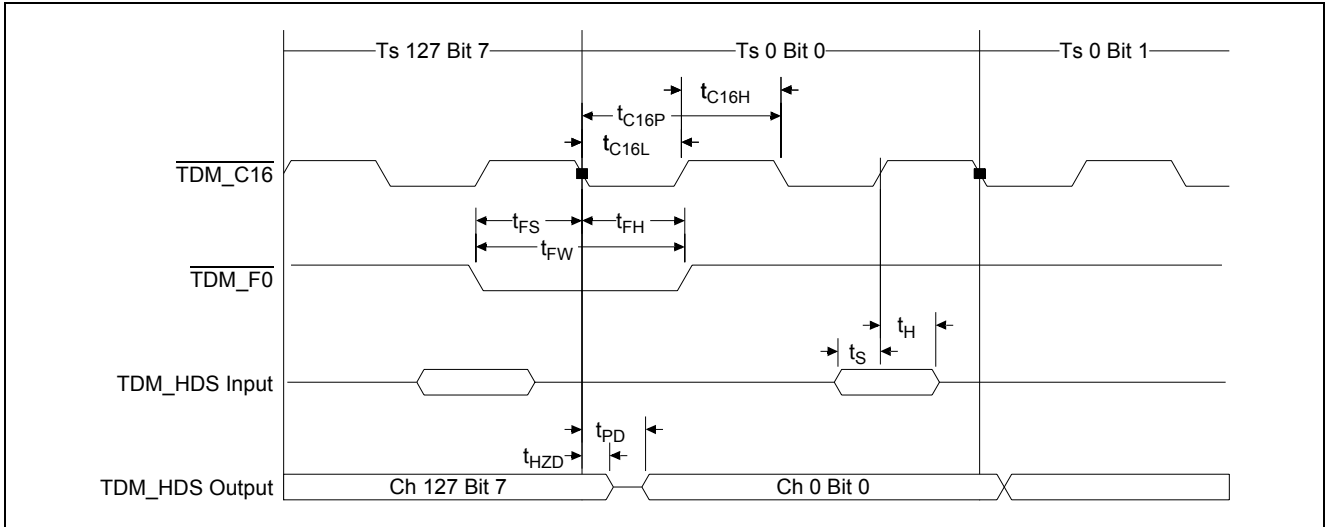 Ts 127 Bit 7 Ts 0 Bit 0 Ts 0 Bit 1
tC16H
tC16P
tC16L
TDM_C16
tFS tFH
tFW
TDM_F0
tH
tS
TDM_HDS Input
tPD
tHZD
TDM_HDS Output Ch 127 Bit 7 Ch 0 Bit 0